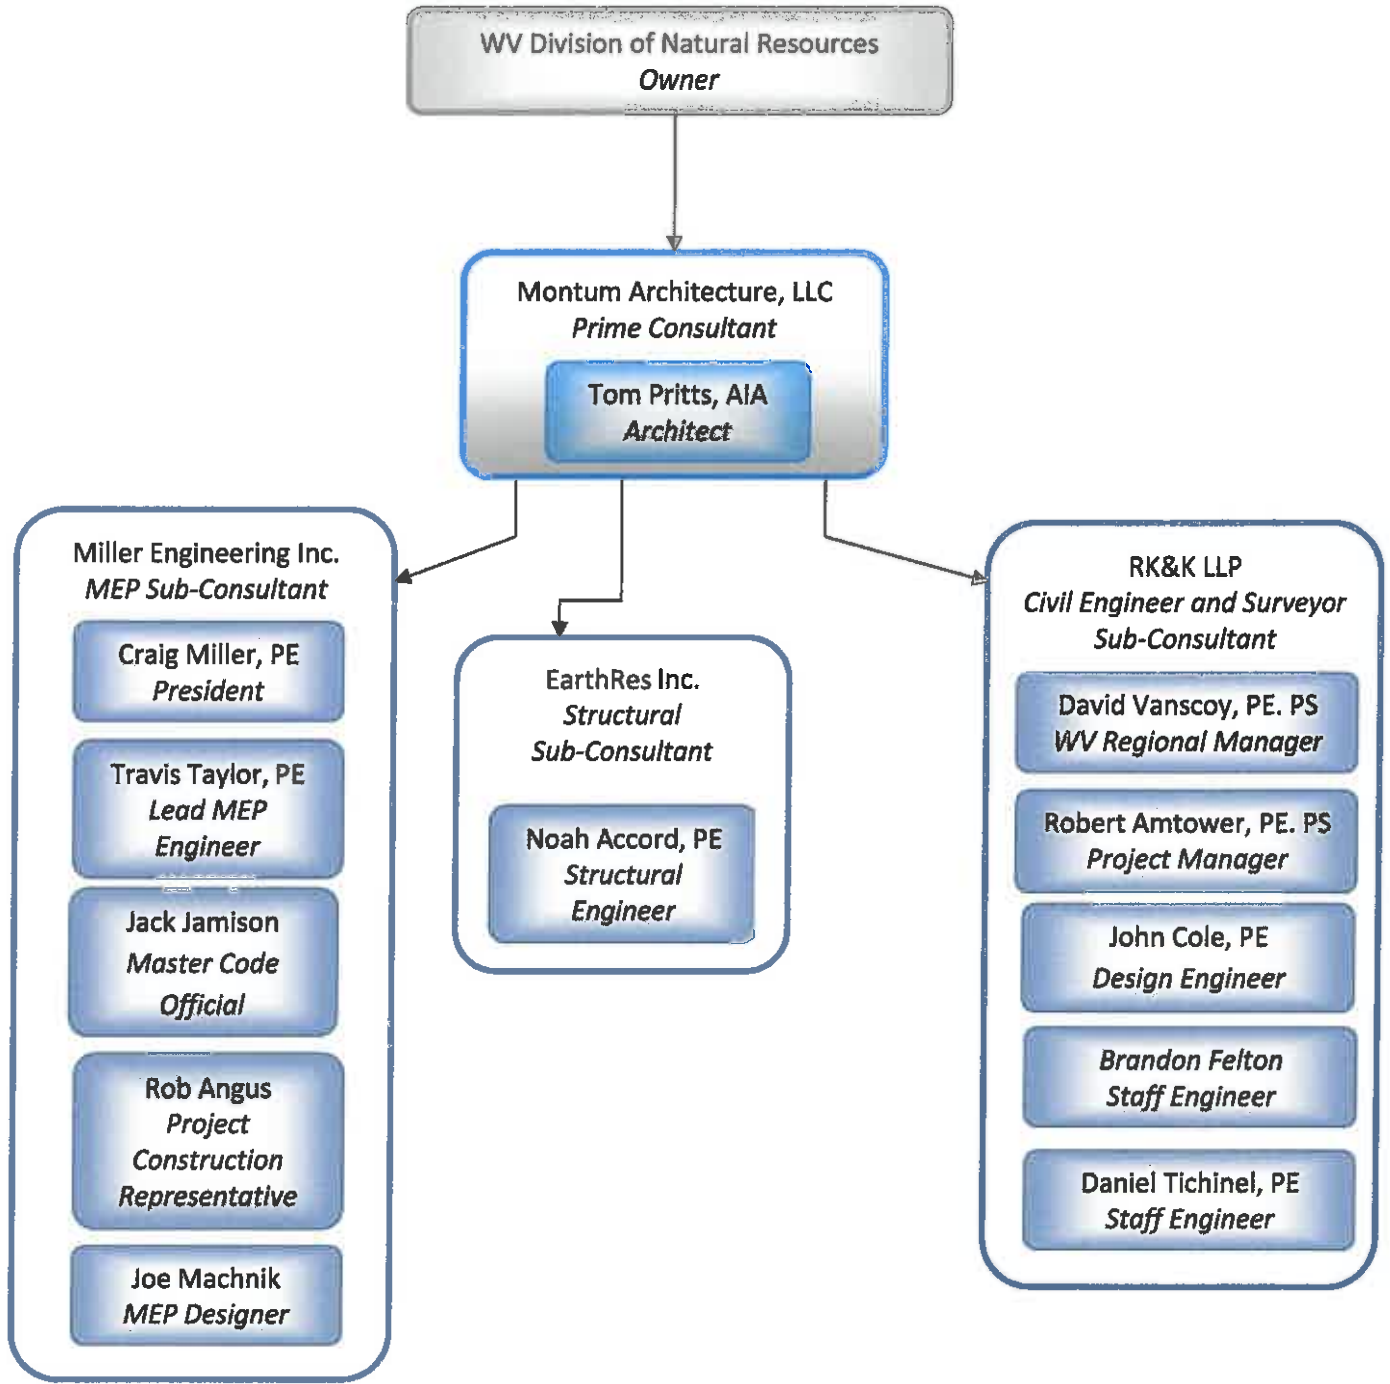 WV Division of Natural Resources
Owner
Montum Architecture, LLC
Prime Consultant
Tom Pritts, AIA
Architect
Miller Engineering Inc.
MEP Sub-Consultant
Craig Miller, PE
President
Travis Taylor, PE
Lead MEP
Engineer
Jack Jamison
Master Code
Official
Rob Angus
Project
Construction
Representative
Joe Machnik
MEP Designer
EarthRes Inc.
Structural
Sub-Consultant
Noah Accord, PE
Structural
Engineer
RK&K LLP
Civil Engineer and Surveyor
Sub-Consultant
David Vanscoy, PE. PS
WV Regional Manager
Robert Amtower, PE. PS
Project Manager
John Cole, PE
Design Engineer
Brandon Felton
Staff Engineer
Daniel Tichinel, PE
Staff Engineer